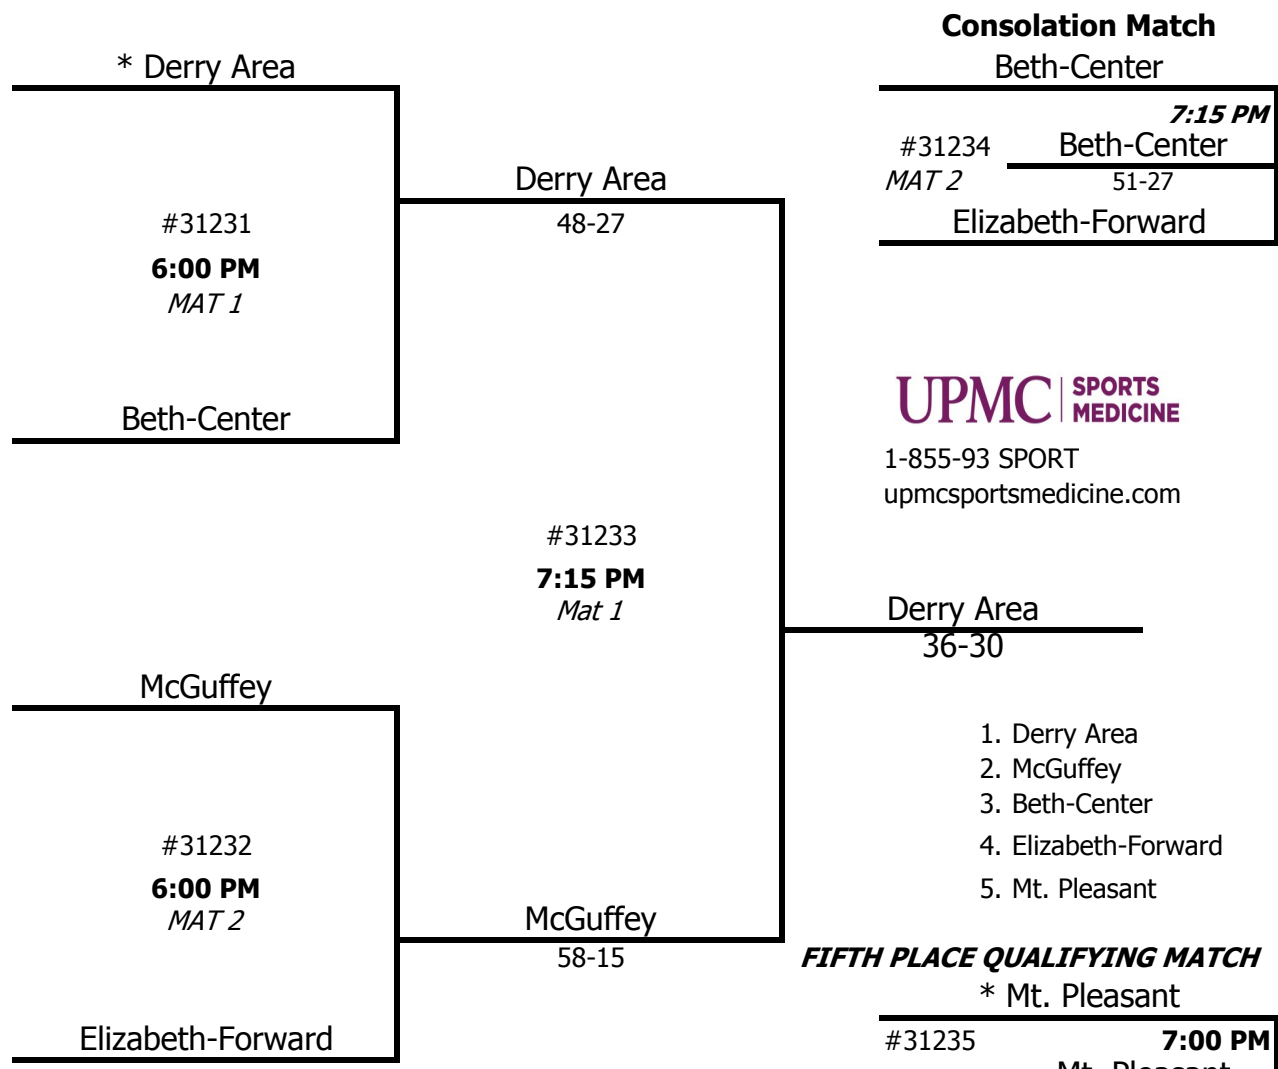 Consolation Match
* Derry Area
Beth-Center
7:15 PM
#31234 Beth-Center
MAT 2 51-27
Elizabeth-Forward
Derry Area
48-27
#31231
6:00 PM
MAT 1
Beth-Center
UPMC SPORTS MEDICINE
1-855-93 SPORT
upmcsportsmedicine.com
#31233
7:15 PM
Mat 1
Derry Area
36-30
McGuffey
1. Derry Area
2. McGuffey
3. Beth-Center
4. Elizabeth-Forward
5. Mt. Pleasant
#31232
6:00 PM
MAT 2
McGuffey
58-15
Elizabeth-Forward
FIFTH PLACE QUALIFYING MATCH
* Mt. Pleasant
#31235 7:00 PM
Mt. Pleasant